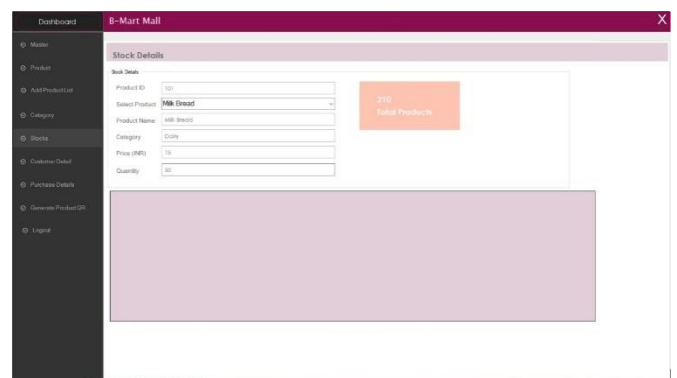 Dashboard
B-Mart Mall
X
Master
Product
Add Product List
Category
Stocks
Customer Detail
Purchase Details
Generate Product QR
Logout
Stock Details
Stock Details
Product ID
101
Select Product
Milk Bread
Product Name
Milk Bread
Category
Dairy
Price (INR)
15
Quantity
30
210
Total Products